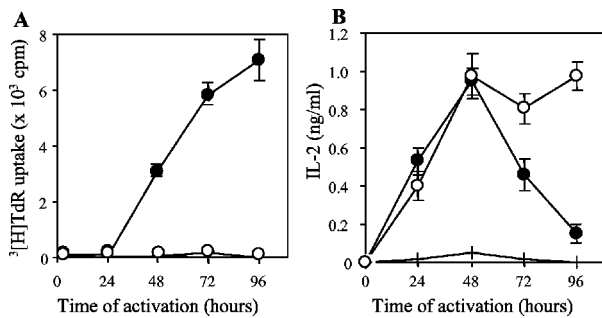 A
³[H]TdR uptake (x 10³ cpm)
8
6
4
2
0
0 24 48 72 96
Time of activation (hours)
B
IL-2 (ng/ml)
1,2
1.0
0.8
0.6
0.4
0.2
0
0 24 48 72 96
Time of activation (hours)